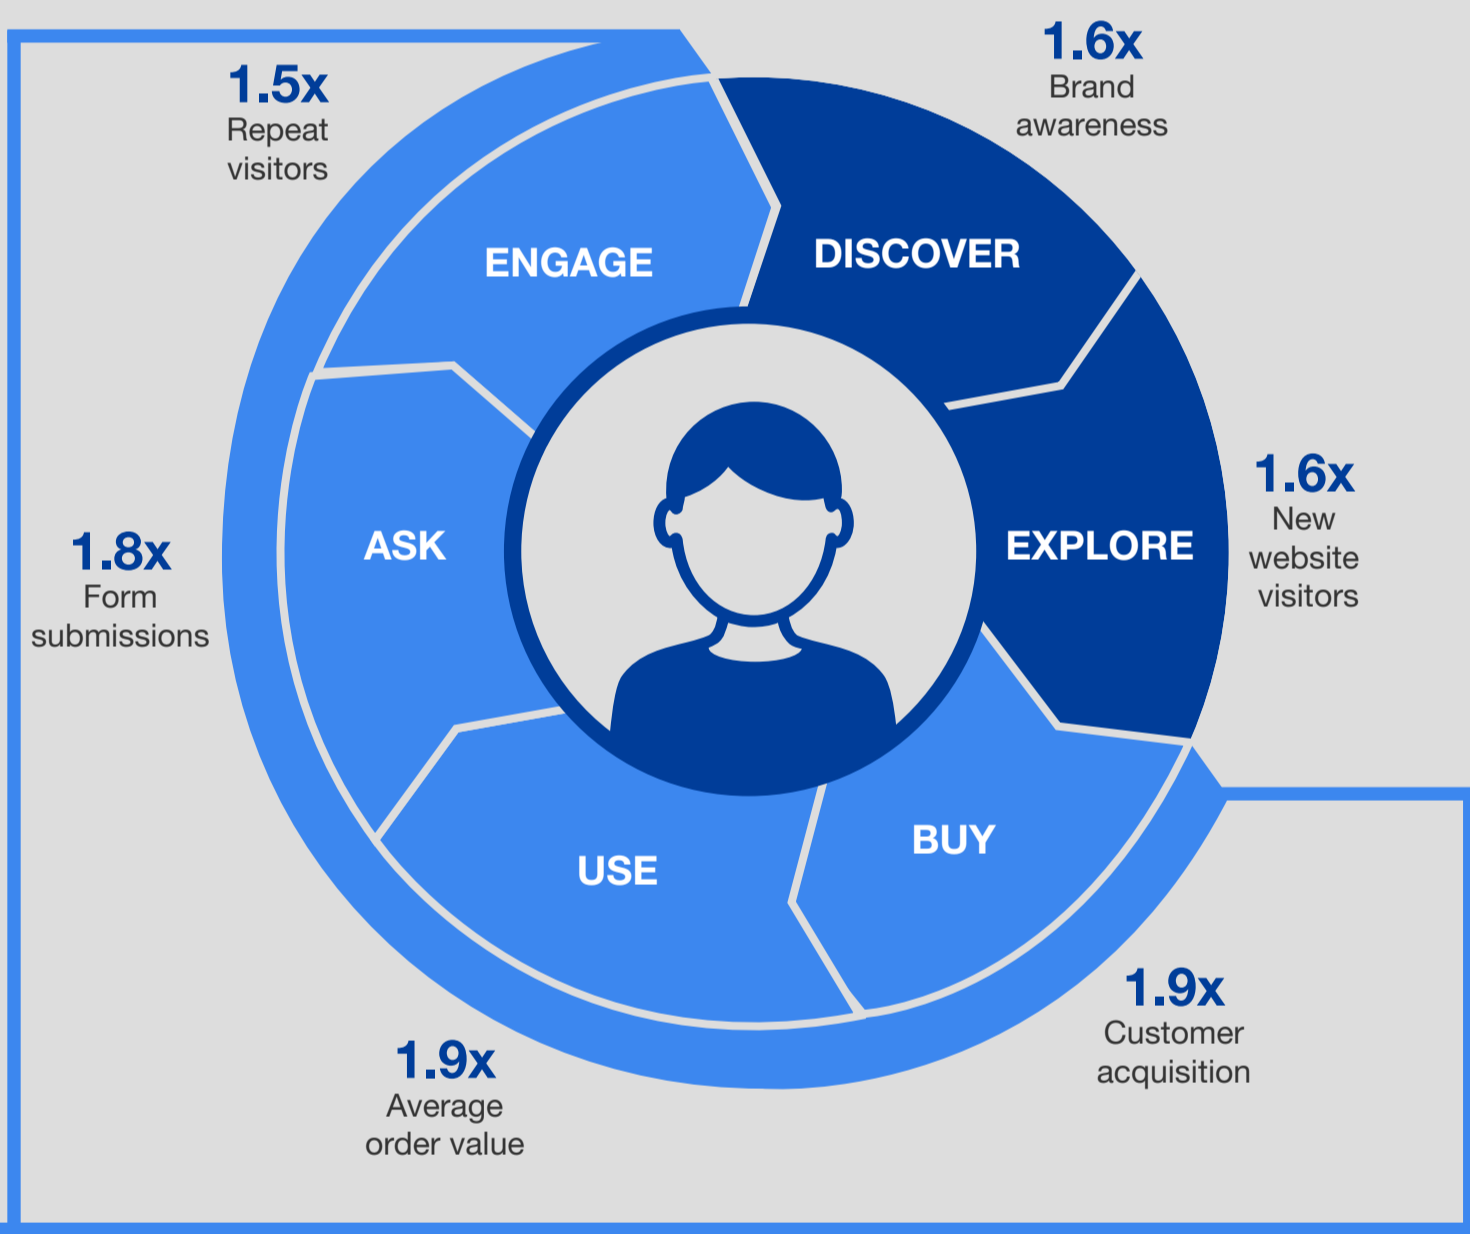 1.6x
Brand
awareness
1.5x
Repeat
visitors
ENGAGE
DISCOVER
1.6x
New
website
visitors
EXPLORE
ASK
1.8x
Form
submissions
BUY
USE
1.9x
Customer
acquisition
1.9x
Average
order value